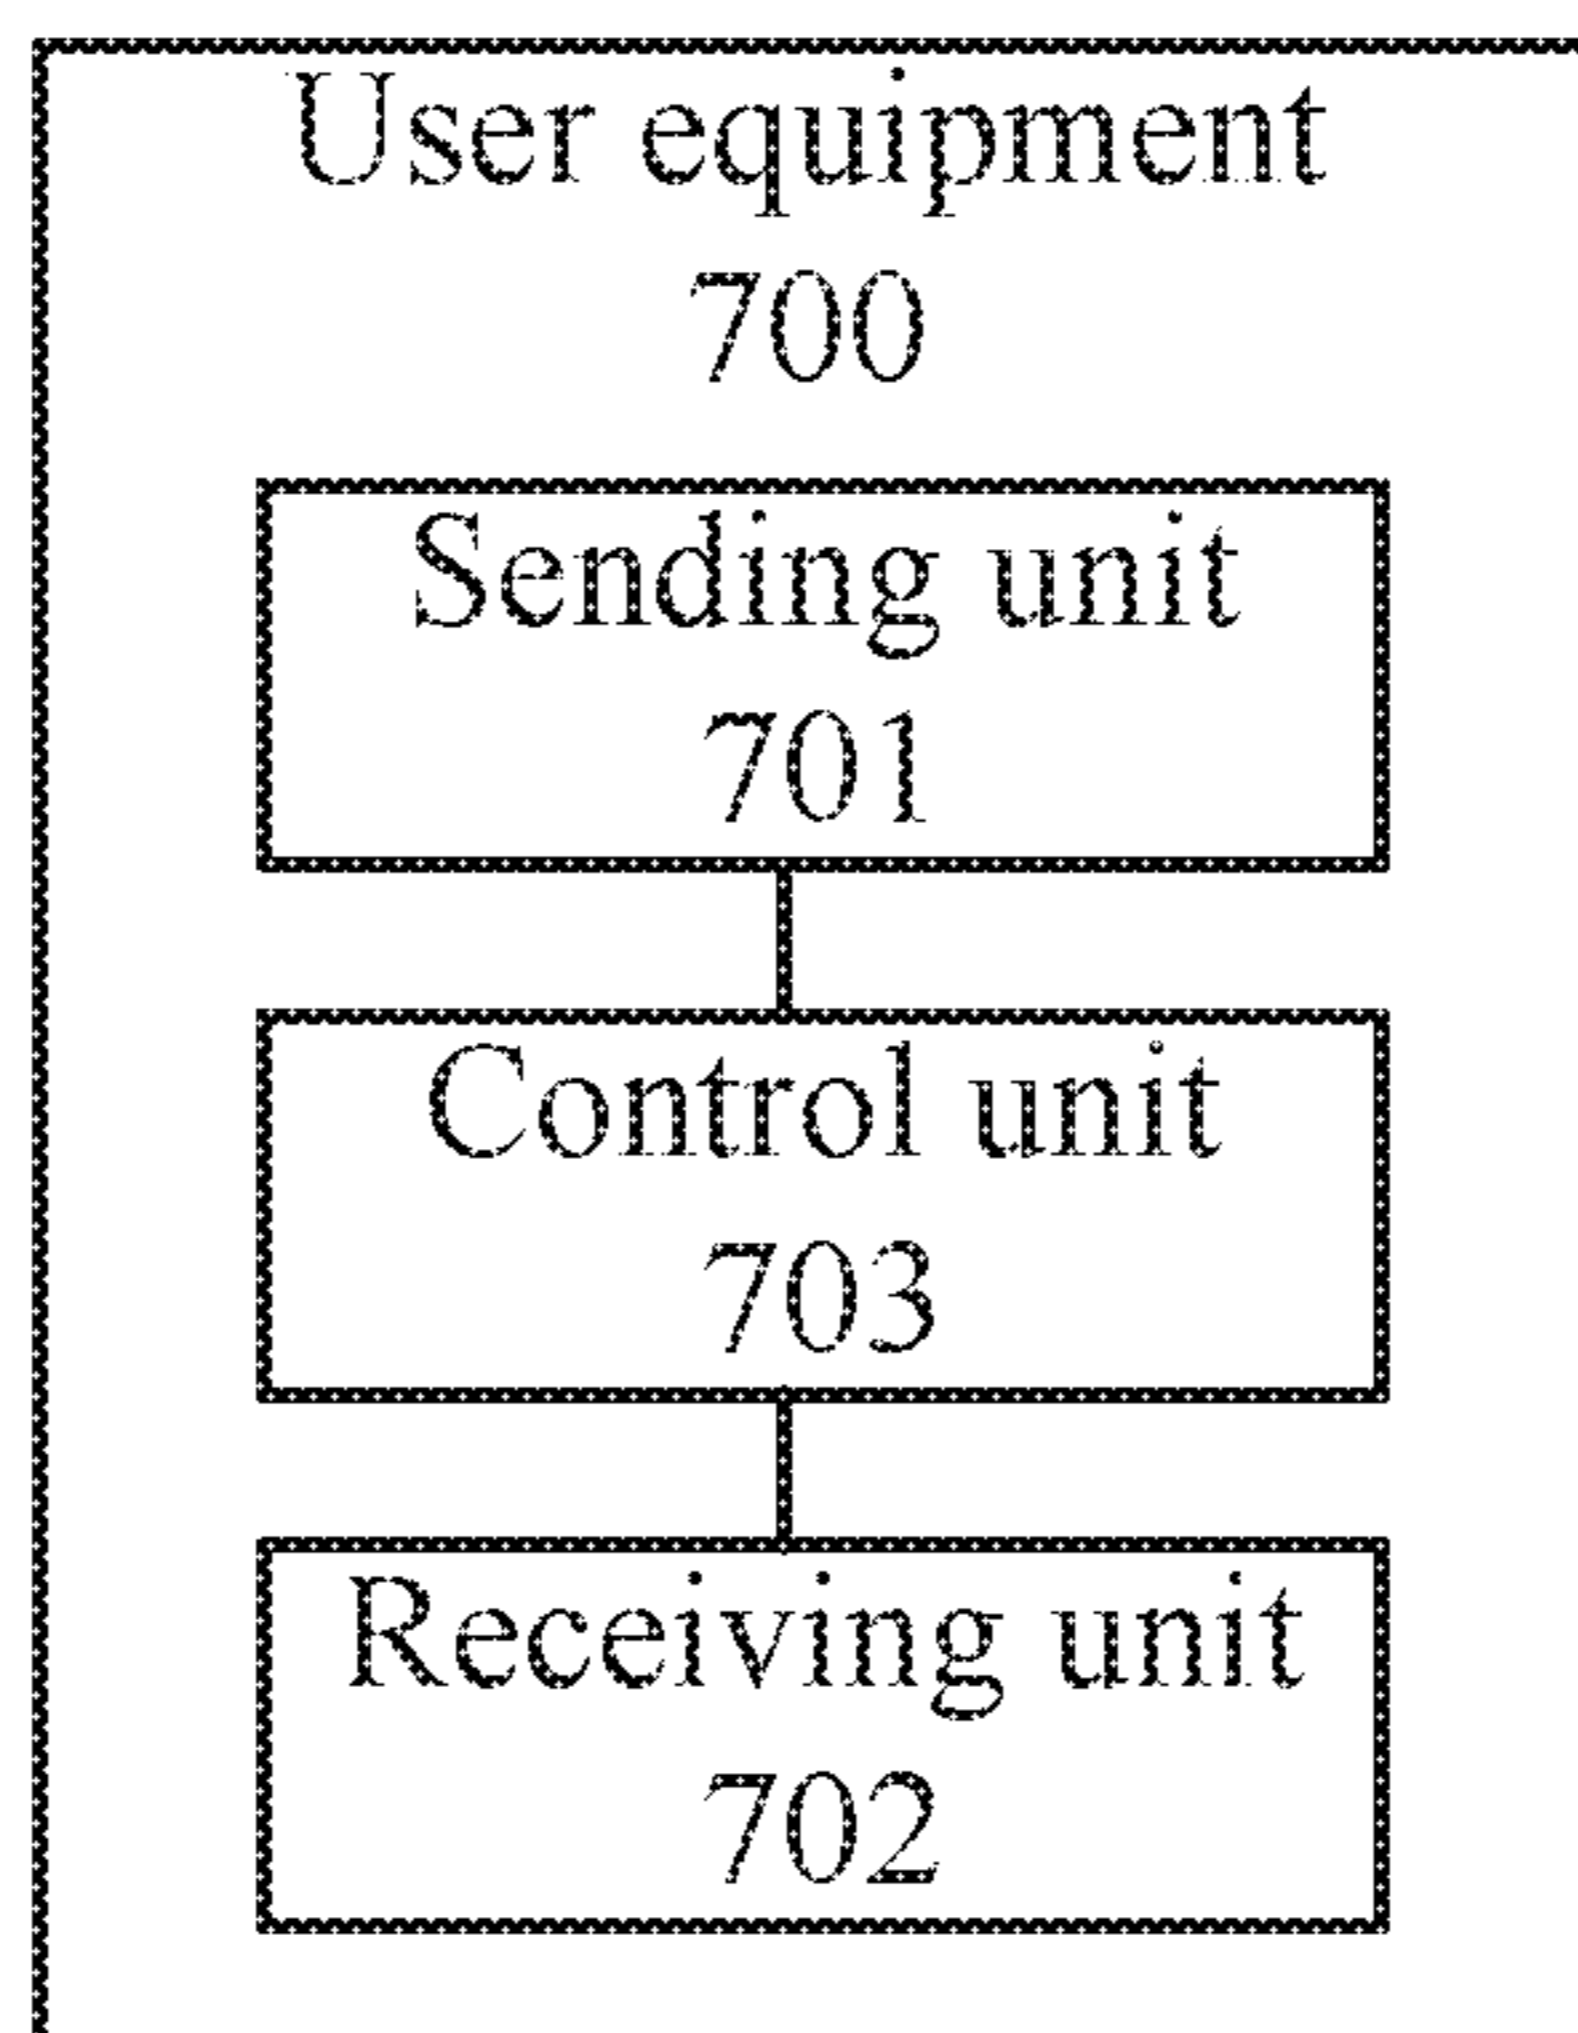 User equipment
700
Sending unit
701
Control unit
703
Receiving unit
702